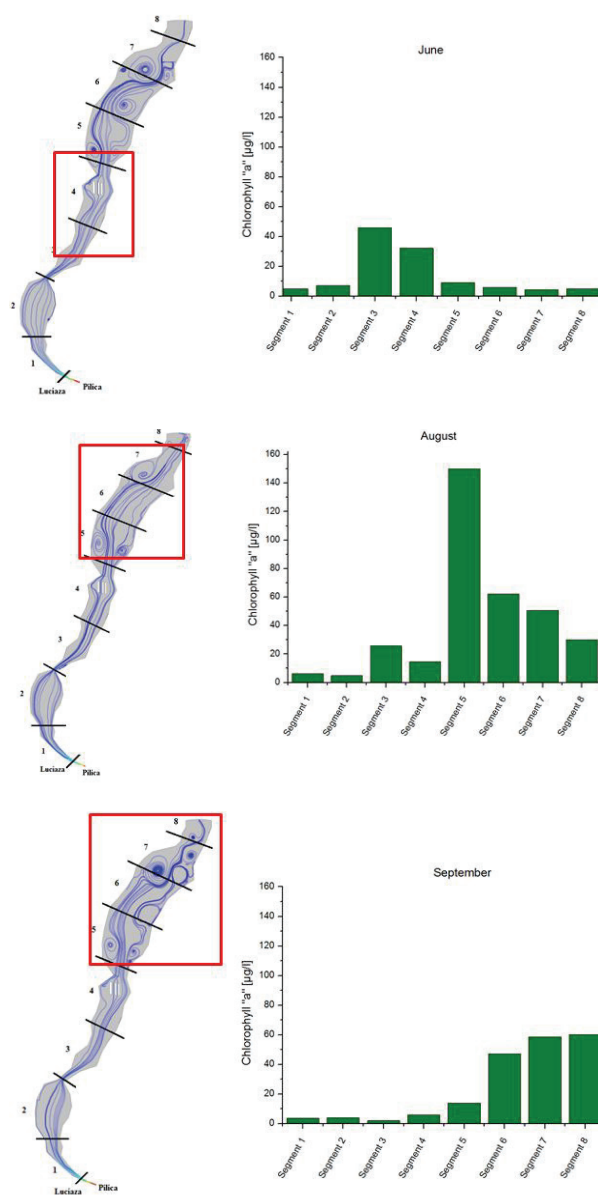 8
7
6
5
4
3
2
1
Luciaza Pilica
June
Chlorophyll "a" [µg/l]
160
140
120
100
80
60
40
20
0
Segment 1
Segment 2
Segment 3
Segment 4
Segment 5
Segment 6
Segment 7
Segment 8
8
7
6
5
4
3
2
1
Luciaza Pilica
August
Chlorophyll "a" [µg/l]
160
140
120
100
80
60
40
20
0
Segment 1
Segment 2
Segment 3
Segment 4
Segment 5
Segment 6
Segment 7
Segment 8
8
7
6
5
4
3
2
1
Luciaza Pilica
September
Chlorophyll "a" [µg/l]
160
140
120
100
80
60
40
20
0
Segment 1
Segment 2
Segment 3
Segment 4
Segment 5
Segment 6
Segment 7
Segment 8